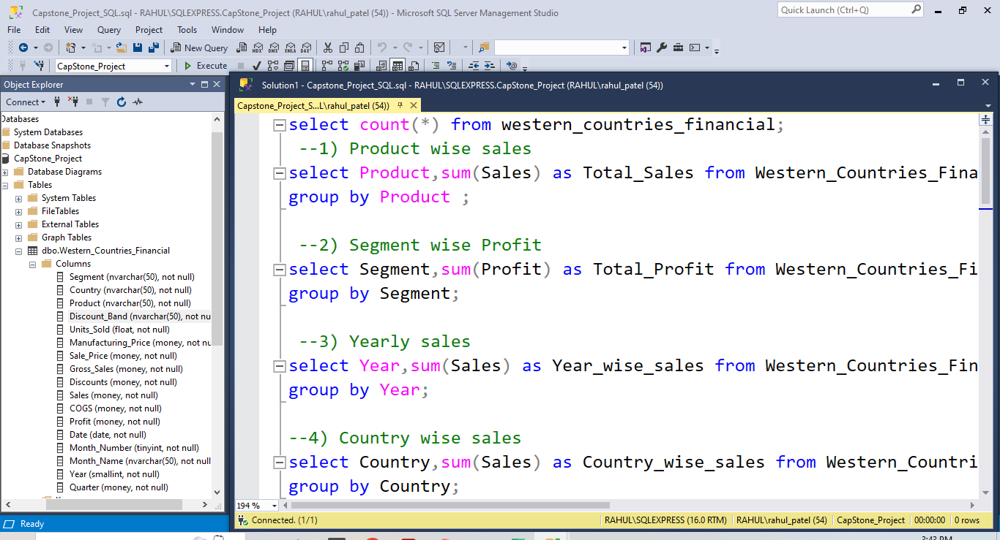 Capstone_Project_SQL.sql - RAHUL\SQLEXPRESS.CapStone_Project (RAHUL\rahul_patel (54)) - Microsoft SQL Server Management Studio
Quick Launch (Ctrl+Q)
File Edit View Query Project Tools Window Help
New Query MDX DMX XMLA DAX
CapStone_Project Execute
Object Explorer
Connect
Databases
System Databases
Database Snapshots
CapStone_Project
Database Diagrams
Tables
System Tables
FileTables
External Tables
Graph Tables
dbo.Western_Countries_Financial
Columns
Segment (nvarchar(50), not null)
Country (nvarchar(50), not null)
Product (nvarchar(50), not null)
Discount_Band (nvarchar(50), not nu
Units_Sold (float, not null)
Manufacturing_Price (money, not nu
Sale_Price (money, not null)
Gross_Sales (money, not null)
Discounts (money, not null)
Sales (money, not null)
COGS (money, not null)
Profit (money, not null)
Date (date, not null)
Month_Number (tinyint, not null)
Month_Name (nvarchar(50), not null
Year (smallint, not null)
Quarter (money, not null)
Solution1 - Capstone_Project_SQL.sql - RAHUL\SQLEXPRESS.CapStone_Project (RAHUL\rahul_patel (54))
Capstone_Project_S...L\rahul_patel (54))
select count(*) from western_countries_financial;
--1) Product wise sales
select Product,sum(Sales) as Total_Sales from Western_Countries_Fina
group by Product ;
--2) Segment wise Profit
select Segment,sum(Profit) as Total_Profit from Western_Countries_Fi
group by Segment;
--3) Yearly sales
select Year,sum(Sales) as Year_wise_sales from Western_Countries_Fin
group by Year;
--4) Country wise sales
select Country,sum(Sales) as Country_wise_sales from Western_Countri
group by Country;
194 %
Connected. (1/1) RAHUL\SQLEXPRESS (16.0 RTM) RAHUL\rahul_patel (54) CapStone_Project 00:00:00 0 rows
Ready